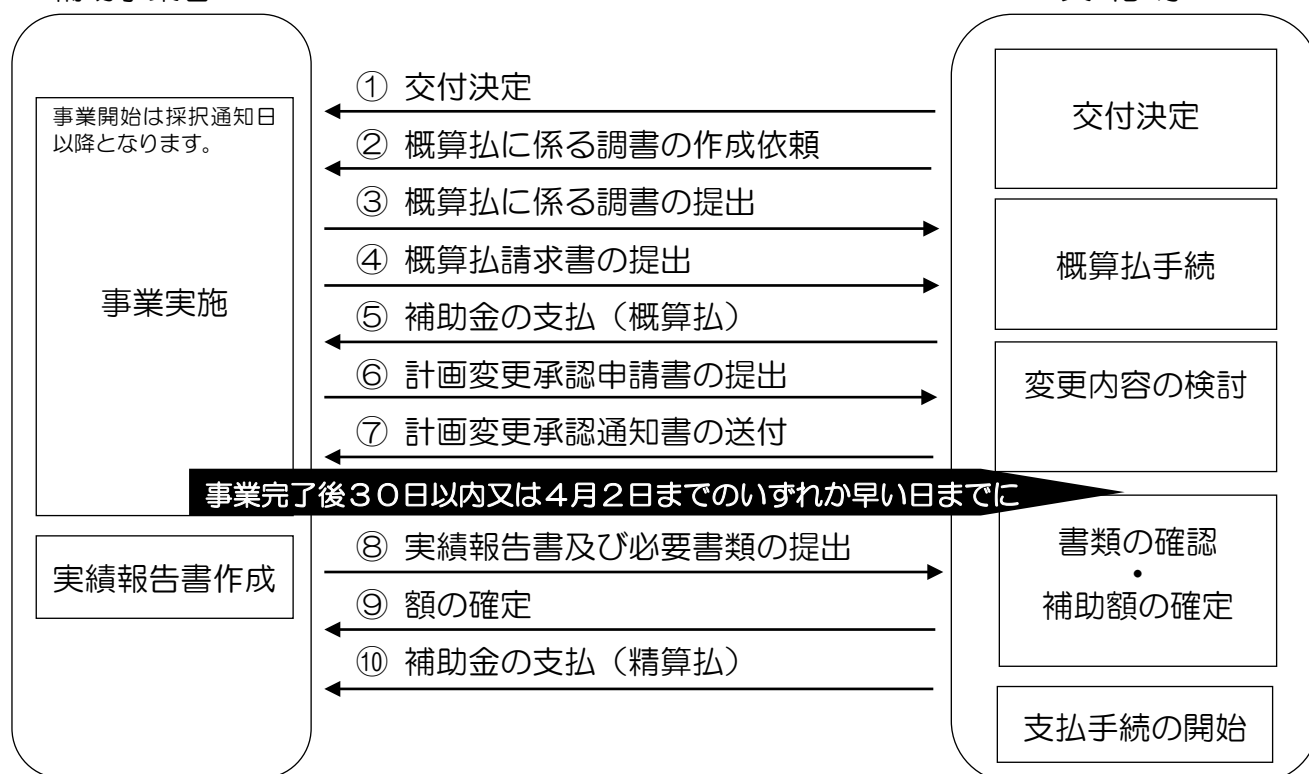 事業開始は採択通知日
以降となります。
事業実施
実績報告書作成
① 交付決定
② 概算払に係る調書の作成依頼
③ 概算払に係る調書の提出
④ 概算払請求書の提出
⑤ 補助金の支払（概算払）
⑥ 計画変更承認申請書の提出
⑦ 計画変更承認通知書の送付
事業完了後３０日以内又は４月２日までのいずれか早い日までに
⑧ 実績報告書及び必要書類の提出
⑨ 額の確定
⑩ 補助金の支払（精算払）
交付決定
概算払手続
変更内容の検討
書類の確認
・
補助額の確定
支払手続の開始